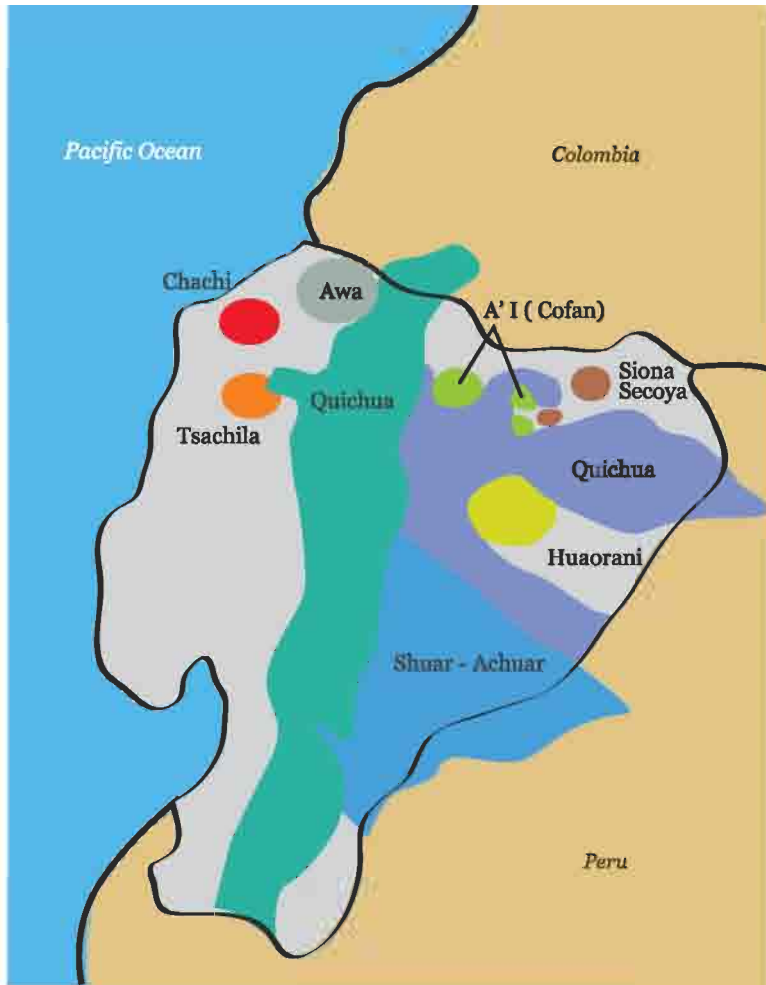 Pacific Ocean
Colombia
Chachi
Awa
A' I ( Cofan)
Siona
Secoya
Quichua
Tsachila
Quichua
Huaorani
Shuar - Achuar
Peru